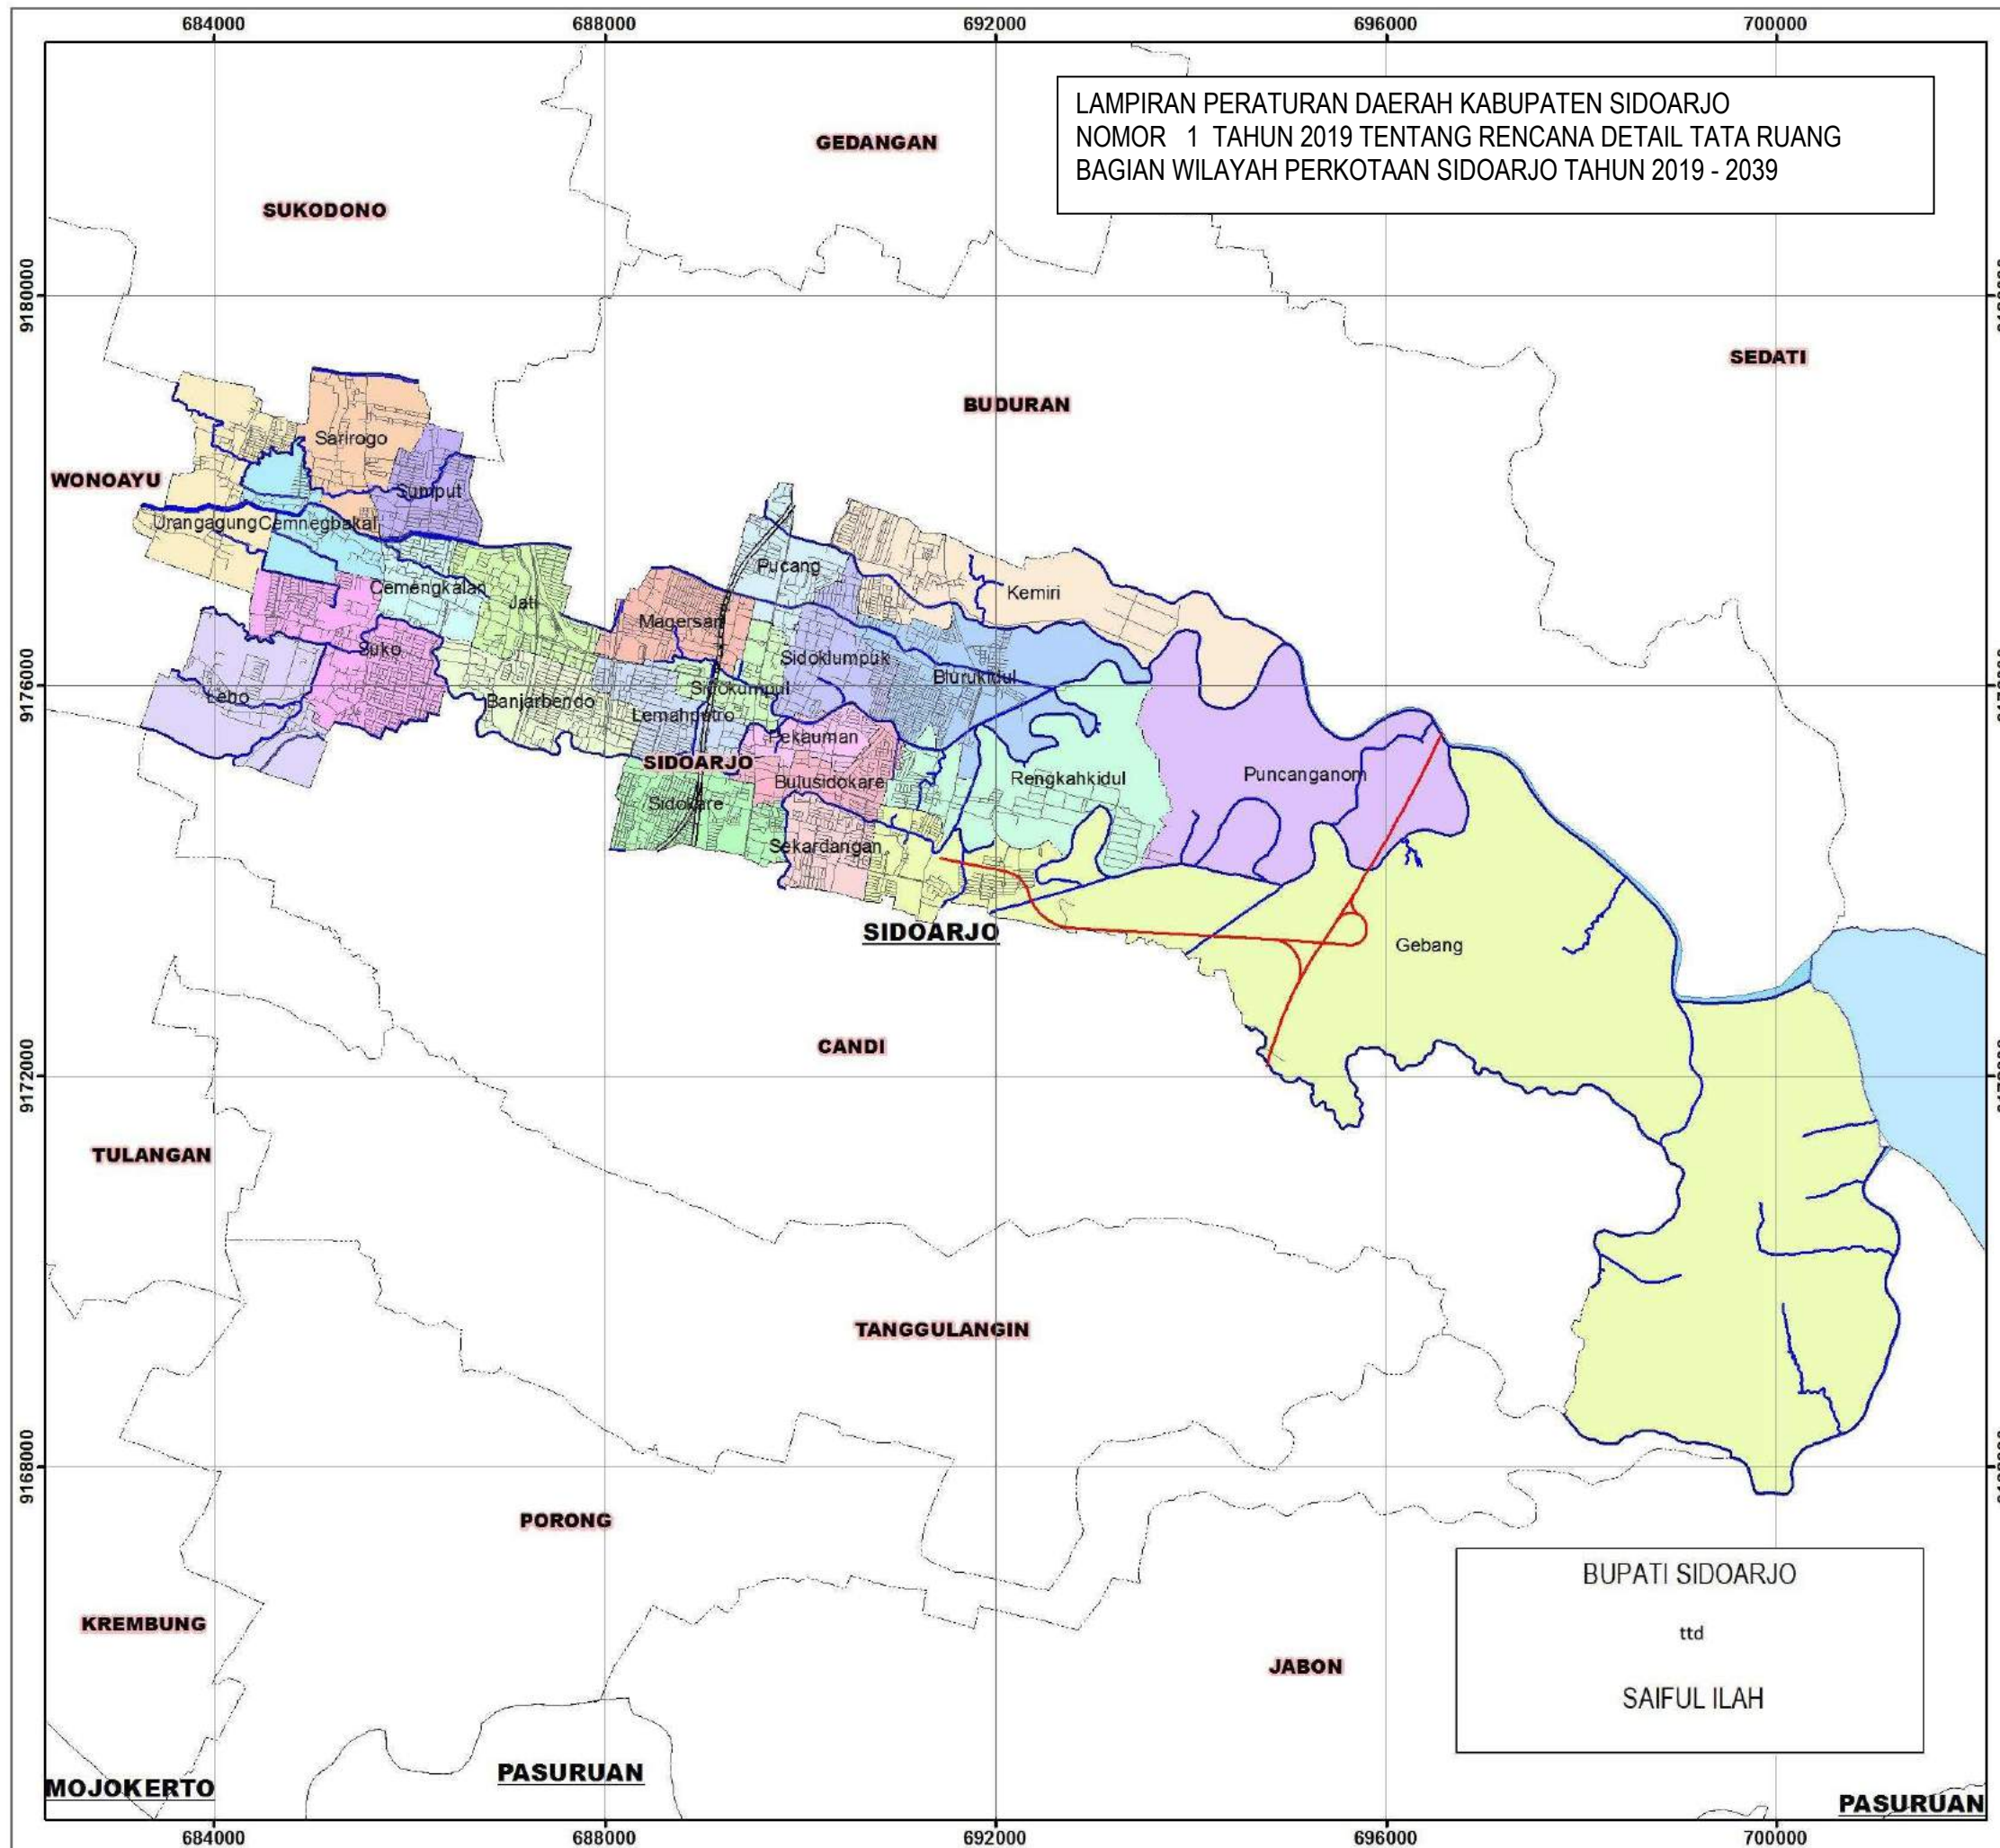 684000 688000 692000 696000 700000
LAMPIRAN PERATURAN DAERAH KABUPATEN SIDOARJO
NOMOR 1 TAHUN 2019 TENTANG RENCANA DETAIL TATA RUANG
BAGIAN WILAYAH PERKOTAAN SIDOARJO TAHUN 2019 - 2039
GEDANGAN
SUKODONO
9180000
SEDATI
BUDURAN
Sarirogo
WONOAYU
Sumput
Urangagung
Cemnegbakal
Pucang
Cemengkalan
Kemiri
Jati
Magersari
Suko
Sidoklumpuk
Blurukidul
9176000
Sidokumpul
Leho
Banjarbendo
Lemahputro
Pekauman
SIDOARJO
Puncanganom
Rengkahkidul
Bulusidokare
Sidokare
Sekardangan
SIDOARJO
Gebang
CANDI
9172000
TULANGAN
TANGGULANGIN
9168000
PORONG
BUPATI SIDOARJO
ttd
SAIFUL ILAH
KREMBUNG
JABON
PASURUAN
MOJOKERTO
PASURUAN
684000 688000 692000 696000 700000